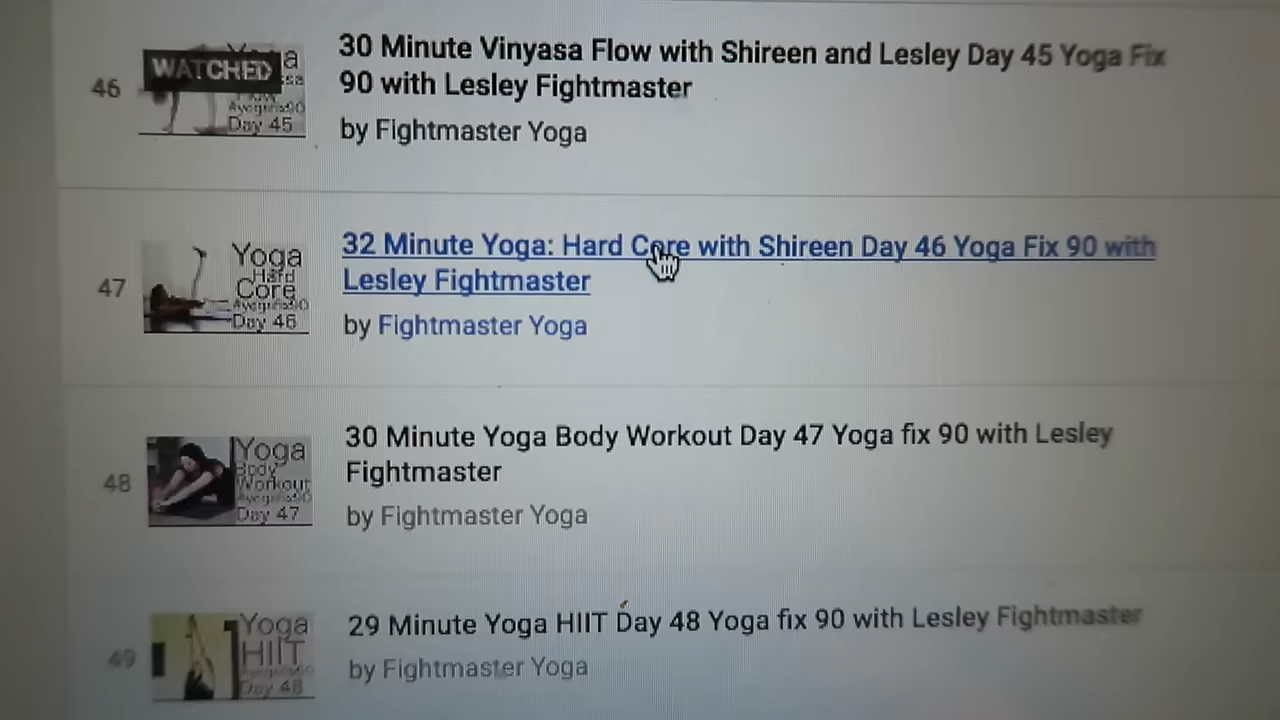 46
WATCHED
Day 45
30 Minute Vinyasa Flow with Shireen and Lesley Day 45 Yoga Fix
90 with Lesley Fightmaster
by Fightmaster Yoga
47
Yoga
Hard
Core
Day 46
32 Minute Yoga: Hard Core with Shireen Day 46 Yoga Fix 90 with
Lesley Fightmaster
by Fightmaster Yoga
48
Yoga
Body
Workout
Day 47
30 Minute Yoga Body Workout Day 47 Yoga fix 90 with Lesley
Fightmaster
by Fightmaster Yoga
49
Yoga
HIIT
Day 48
29 Minute Yoga HIIT Day 48 Yoga fix 90 with Lesley Fightmaster
by Fightmaster Yoga